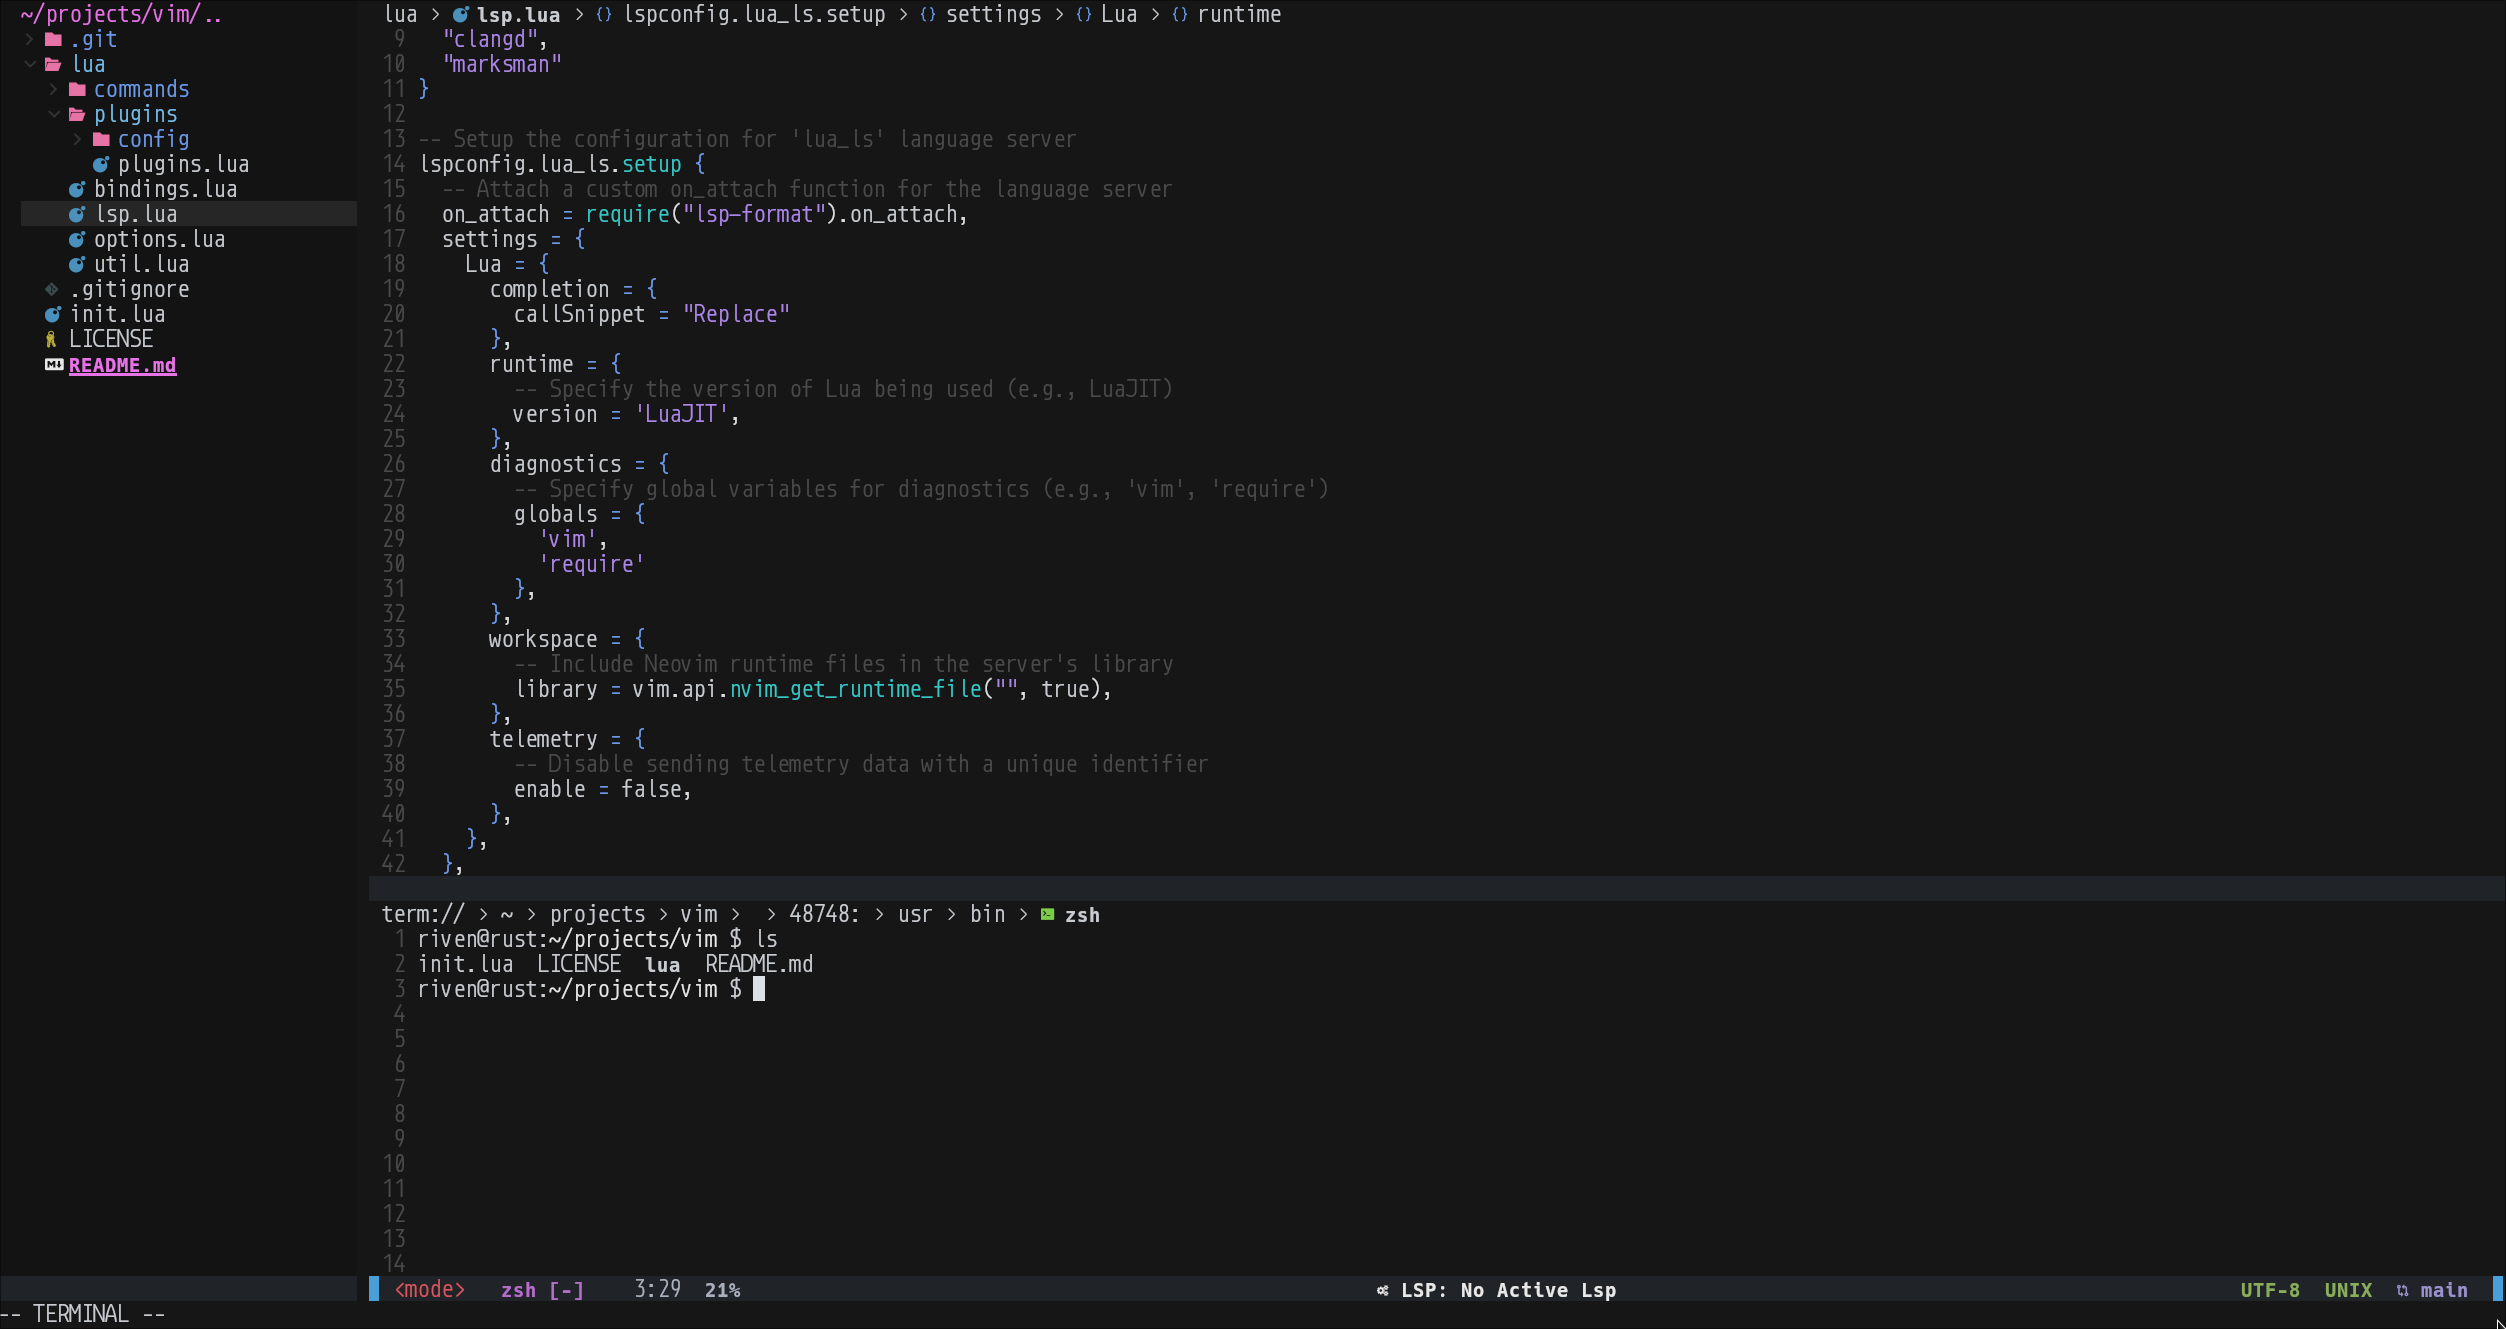 ~/projects/vim/..
.git
lua
commands
plugins
config
plugins.lua
bindings.lua
lsp.lua
options.lua
util.lua
.gitignore
init.lua
LICENSE
README.md
lua > lsp.lua > {} lspconfig.lua_ls.setup > {} settings > {} Lua > {} runtime
9   "clangd",
10   "marksman"
11 }
12
13 -- Setup the configuration for 'lua_ls' language server
14 lspconfig.lua_ls.setup {
15   -- Attach a custom on_attach function for the language server
16   on_attach = require("lsp-format").on_attach,
17   settings = {
18     Lua = {
19       completion = {
20         callSnippet = "Replace"
21       },
22       runtime = {
23         -- Specify the version of Lua being used (e.g., LuaJIT)
24         version = 'LuaJIT',
25       },
26       diagnostics = {
27         -- Specify global variables for diagnostics (e.g., 'vim', 'require')
28         globals = {
29           'vim',
30           'require'
31         },
32       },
33       workspace = {
34         -- Include Neovim runtime files in the server's library
35         library = vim.api.nvim_get_runtime_file("", true),
36       },
37       telemetry = {
38         -- Disable sending telemetry data with a unique identifier
39         enable = false,
40       },
41     },
42   },
term:// > ~ > projects > vim > > 48748: > usr > bin > zsh
1 riven@rust:~/projects/vim $ ls
2 init.lua  LICENSE  lua  README.md
3 riven@rust:~/projects/vim $
4
5
6
7
8
9
10
11
12
13
14
<mode>   zsh [-]    3:29  21%   LSP: No Active Lsp   UTF-8  UNIX  main
-- TERMINAL --